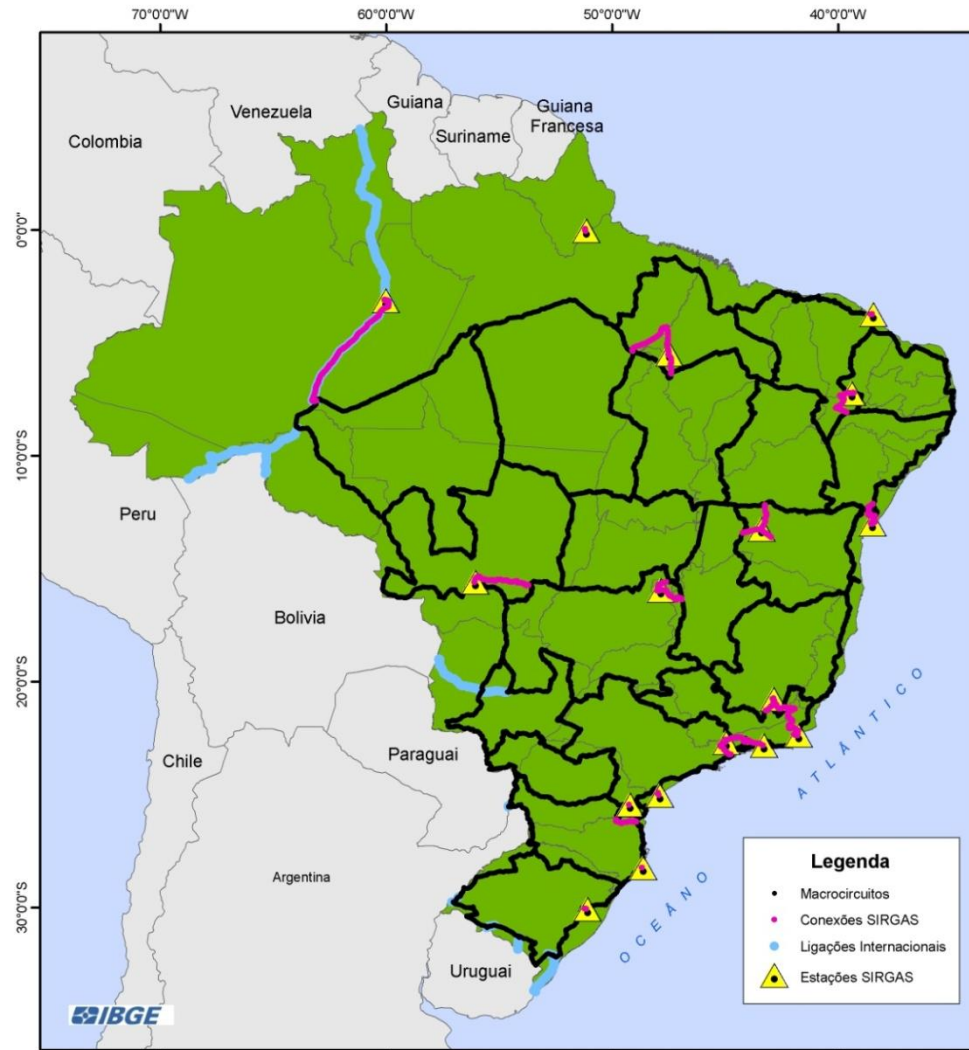 70°0'0"W
60°0'0"W
50°0'0"W
40°0'0"W
0°0'0"
10°0'0"S
20°0'0"S
30°0'0"S
Colombia
Venezuela
Guiana
Suriname
Guiana
Francesa
Peru
Bolivia
Chile
Paraguai
Argentina
Uruguai
OCEÂNO ATLÂNTICO
Legenda
Macrocircuitos
Conexões SIRGAS
Ligações Internacionais
Estações SIRGAS
IBGE